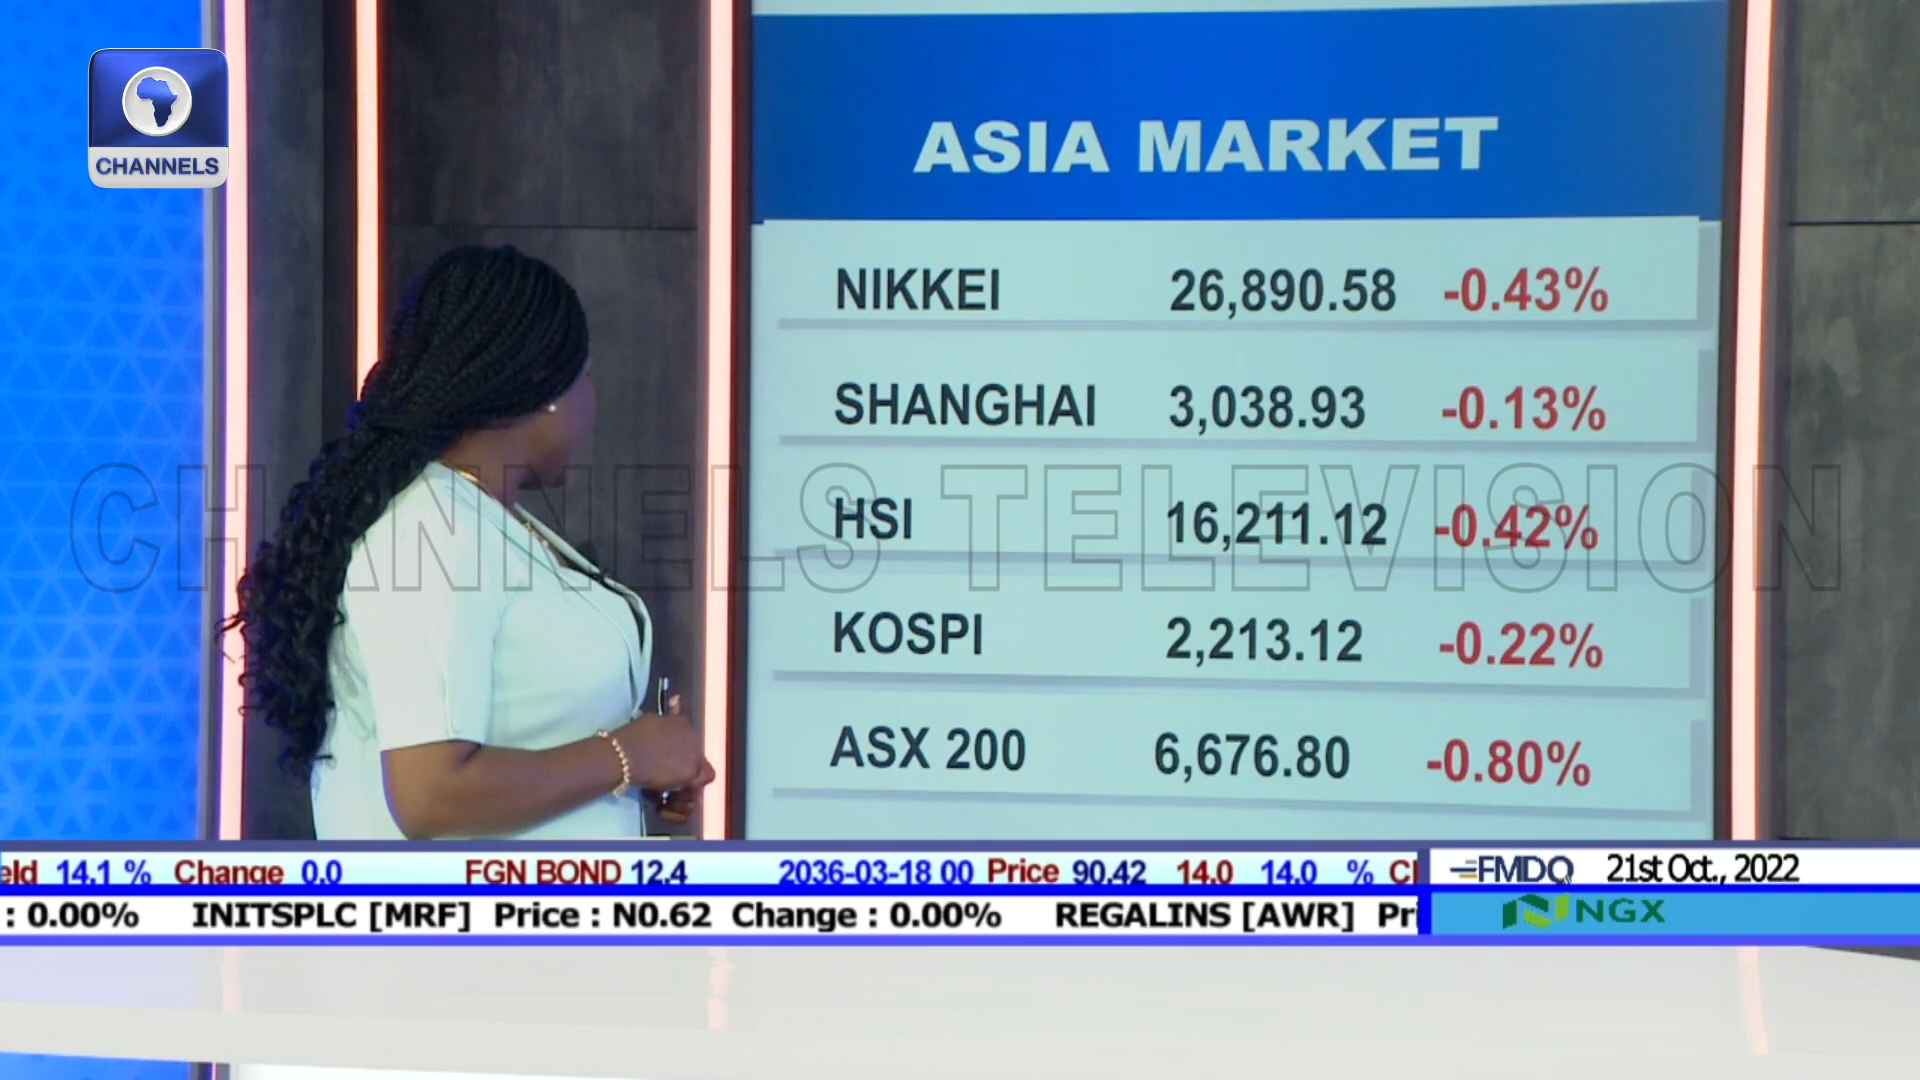 CHANNELS
ASIA MARKET
NIKKEI 26,890.58 -0.43%
SHANGHAI 3,038.93 -0.13%
HSI 16,211.12 -0.42%
KOSPI 2,213.12 -0.22%
ASX 200 6,676.80 -0.80%
CHANNELS TELEVISION
eld 14.1 % Change 0.0 FGN BOND 12.4 2036-03-18 00 Price 90.42 14.0 14.0 % Cl
FMDQ 21st Oct., 2022
: 0.00% INITSPLC [MRF] Price : N0.62 Change : 0.00% REGALINS [AWR] Pri
NGX